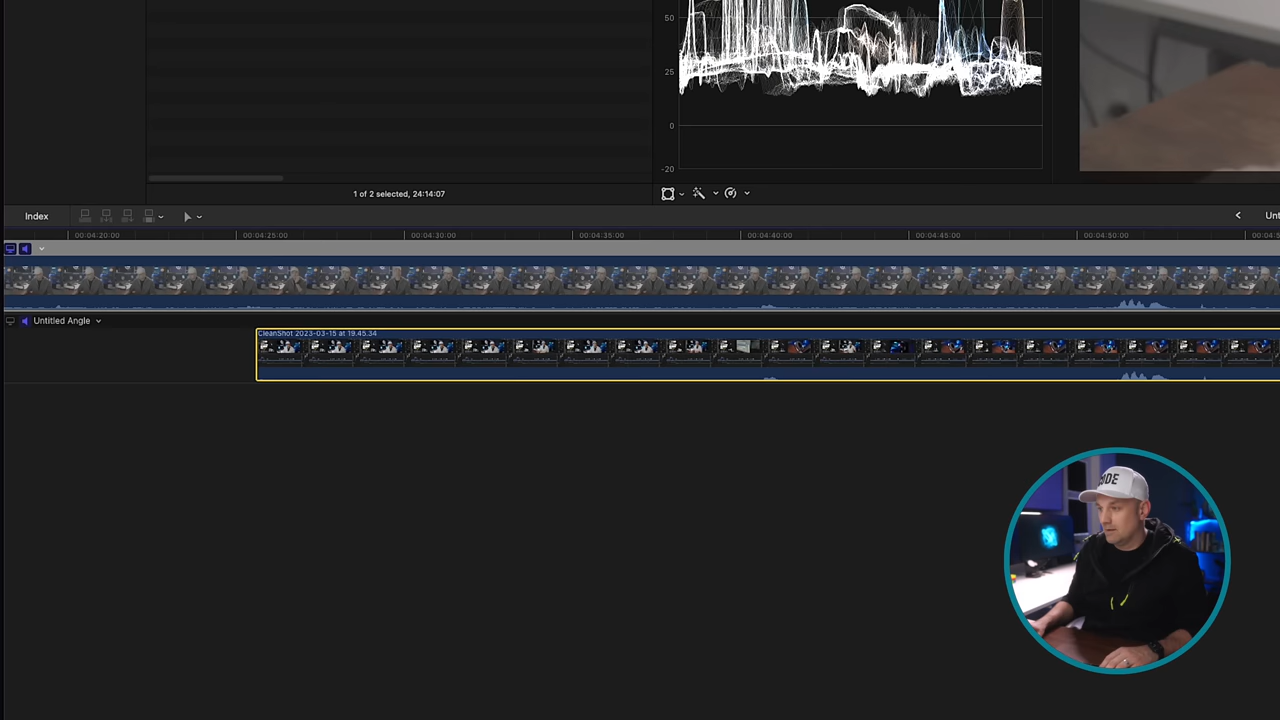 50
25
0
-20
1 of 2 selected, 24:14:07
Index
Unt
00:04:20:00 00:04:25:00 00:04:30:00 00:04:35:00 00:04:40:00 00:04:45:00 00:04:50:00 00:04:5
Untitled Angle
CleanShot 2023-03-15 at 19.45.34